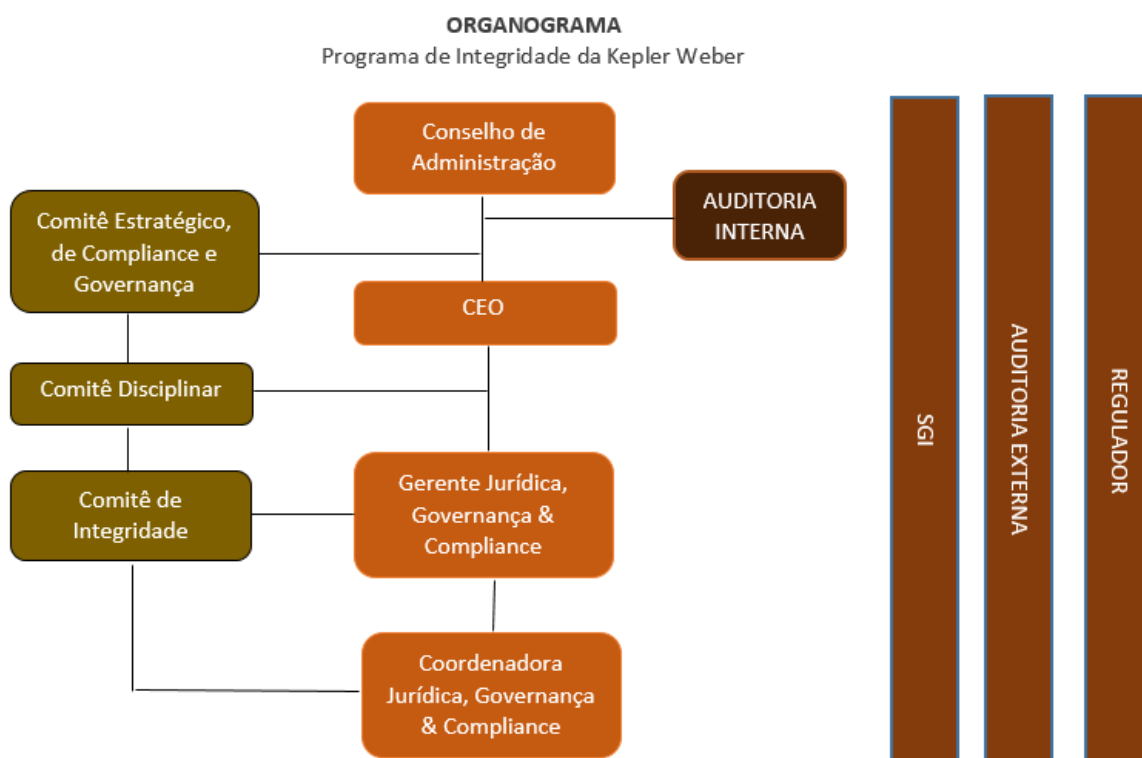 ORGANOGRAMA
Programa de Integridade da Kepler Weber
Conselho de
Administração
AUDITORIA
INTERNA
Comitê Estratégico,
de Compliance e
Governança
CEO
Comitê Disciplinar
Comitê de
Integridade
Gerente Jurídica,
Governança &
Compliance
Coordenadora
Jurídica, Governança
& Compliance
SGI
AUDITORIA EXTERNA
REGULADOR